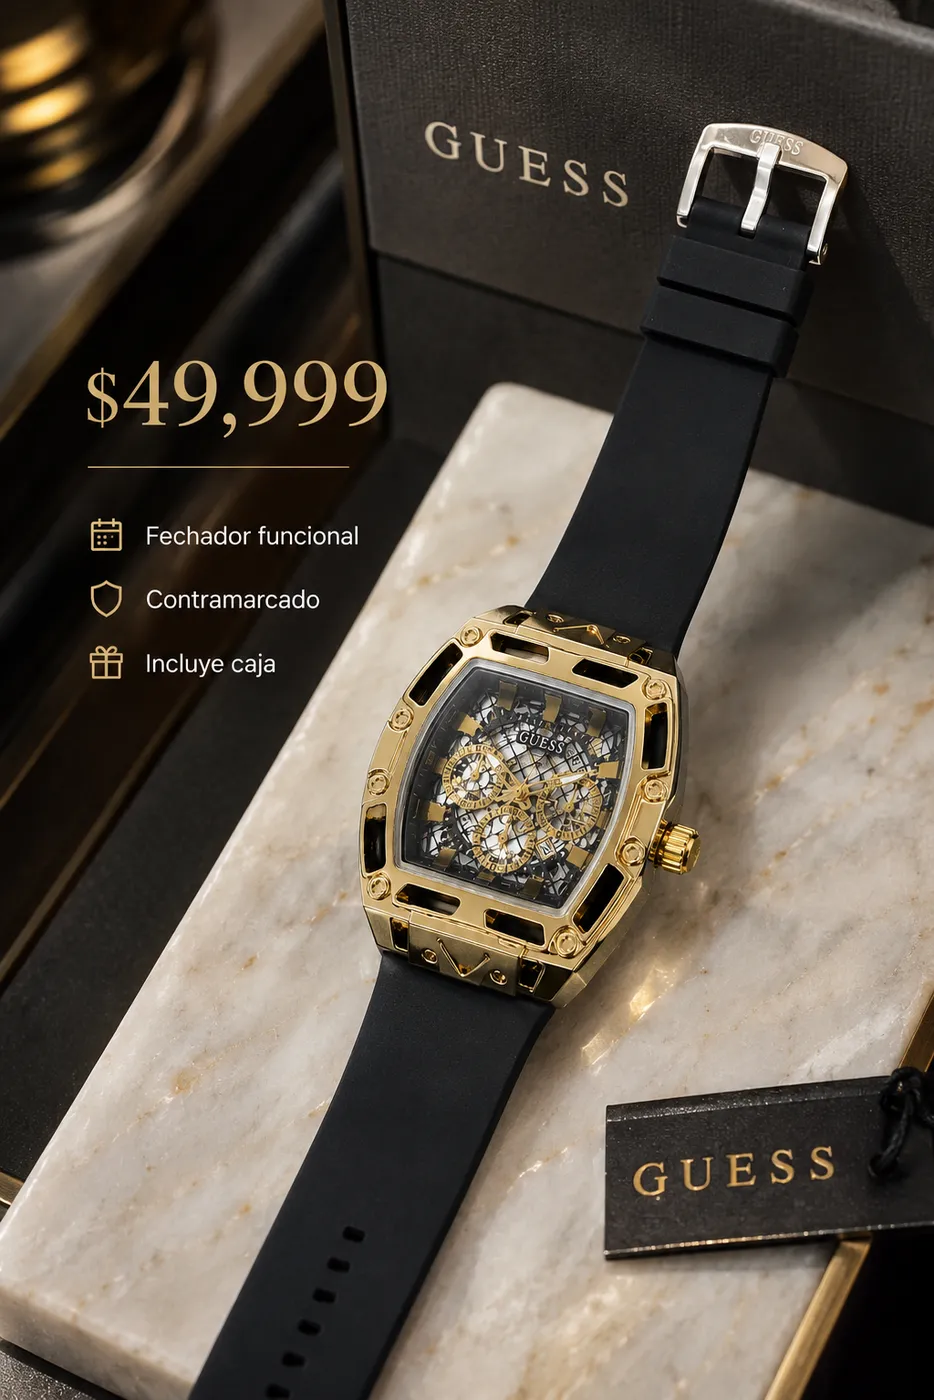 GUESS
GUESS
$49,999
Fechador funcional
Contramarcado
Incluye caja
GUESS
GUESS